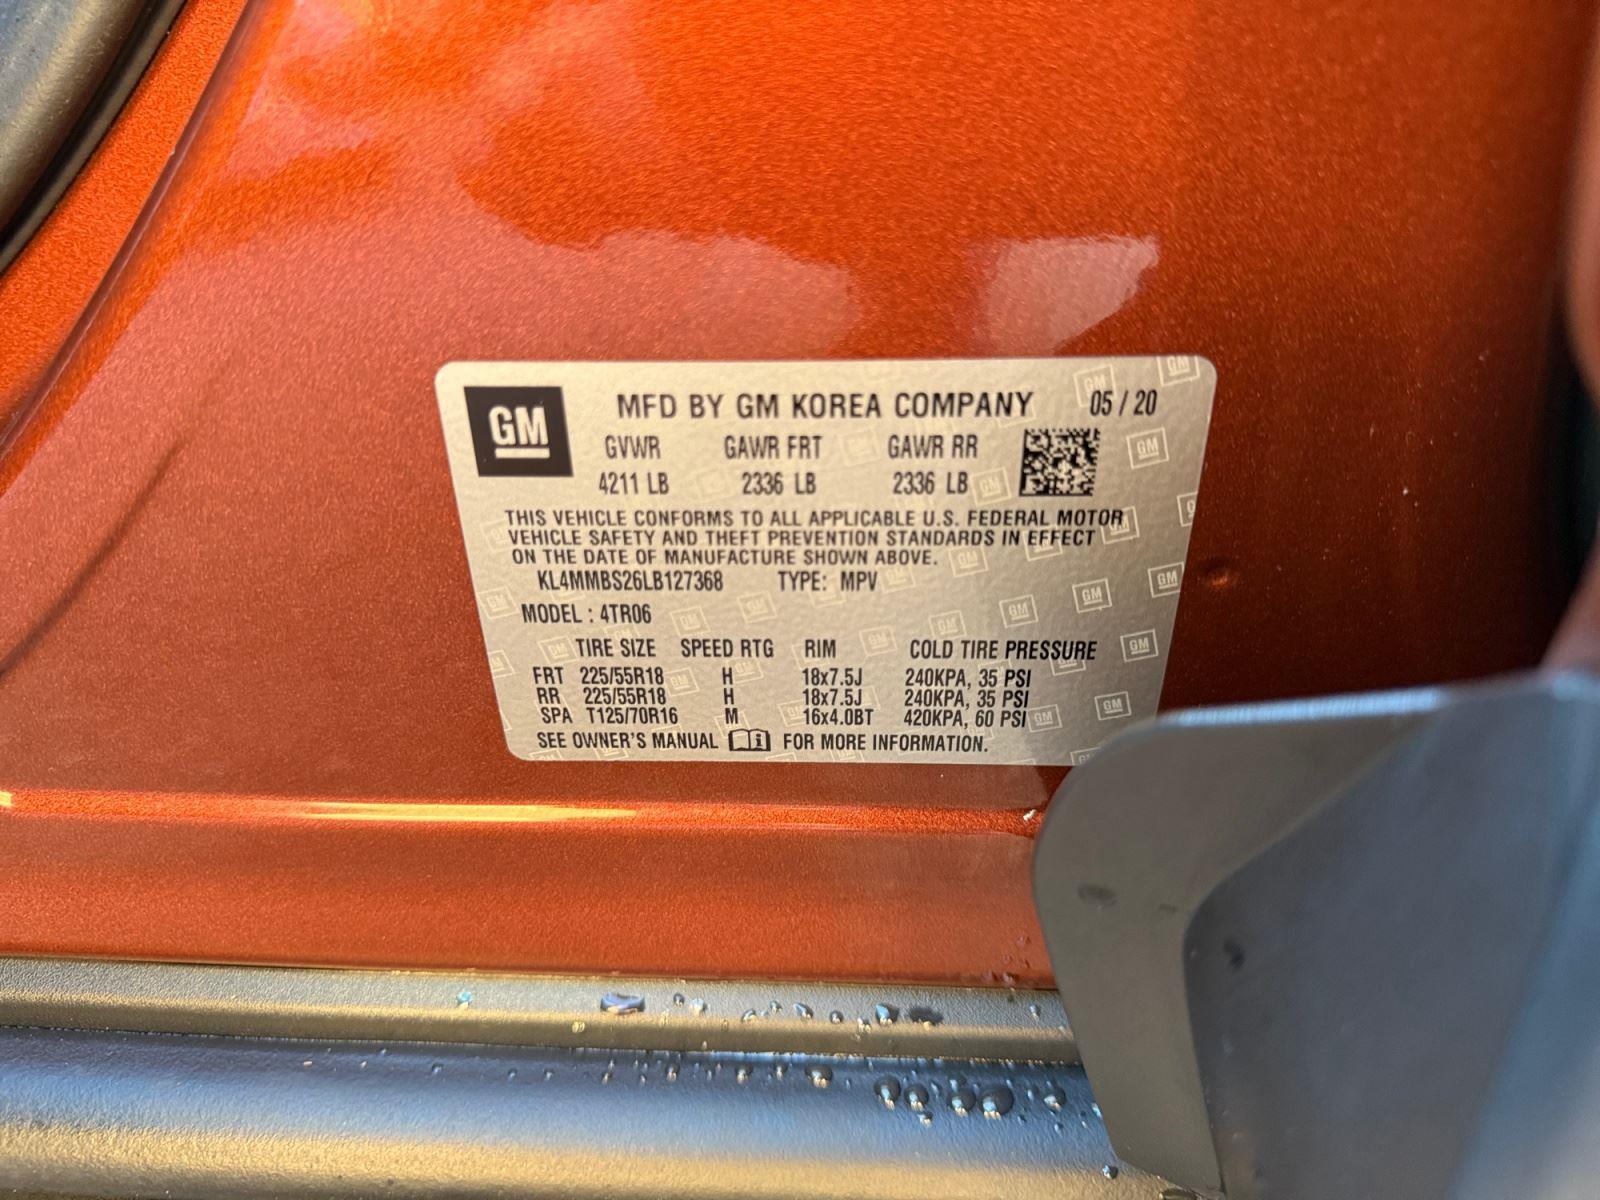 GM
MFD BY GM KOREA COMPANY 05 / 20
GVWR GAWR FRT GAWR RR
4211 LB 2336 LB 2336 LB
THIS VEHICLE CONFORMS TO ALL APPLICABLE U.S. FEDERAL MOTOR
VEHICLE SAFETY AND THEFT PREVENTION STANDARDS IN EFFECT
ON THE DATE OF MANUFACTURE SHOWN ABOVE.
KL4MMBS26LB127368 TYPE: MPV
MODEL : 4TR06
TIRE SIZE SPEED RTG RIM COLD TIRE PRESSURE
FRT 225/55R18 H 18x7.5J 240KPA, 35 PSI
RR 225/55R18 H 18x7.5J 240KPA, 35 PSI
SPA T125/70R16 M 16x4.0BT 420KPA, 60 PSI
SEE OWNER'S MANUAL FOR MORE INFORMATION.